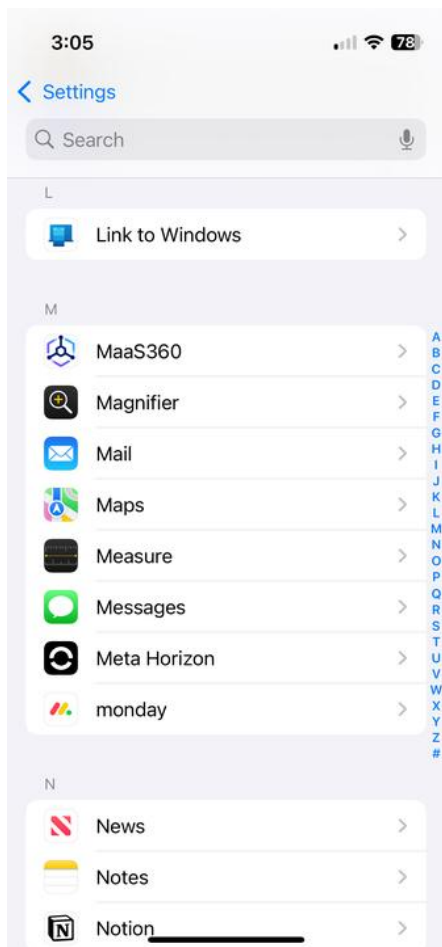 3:05
78
Settings
Search
L
Link to Windows
M
MaaS360
Magnifier
Mail
Maps
Measure
Messages
Meta Horizon
monday
N
News
Notes
Notion
A
B
C
D
E
F
G
H
I
J
K
L
M
N
O
P
Q
R
S
T
U
V
W
X
Y
Z
#